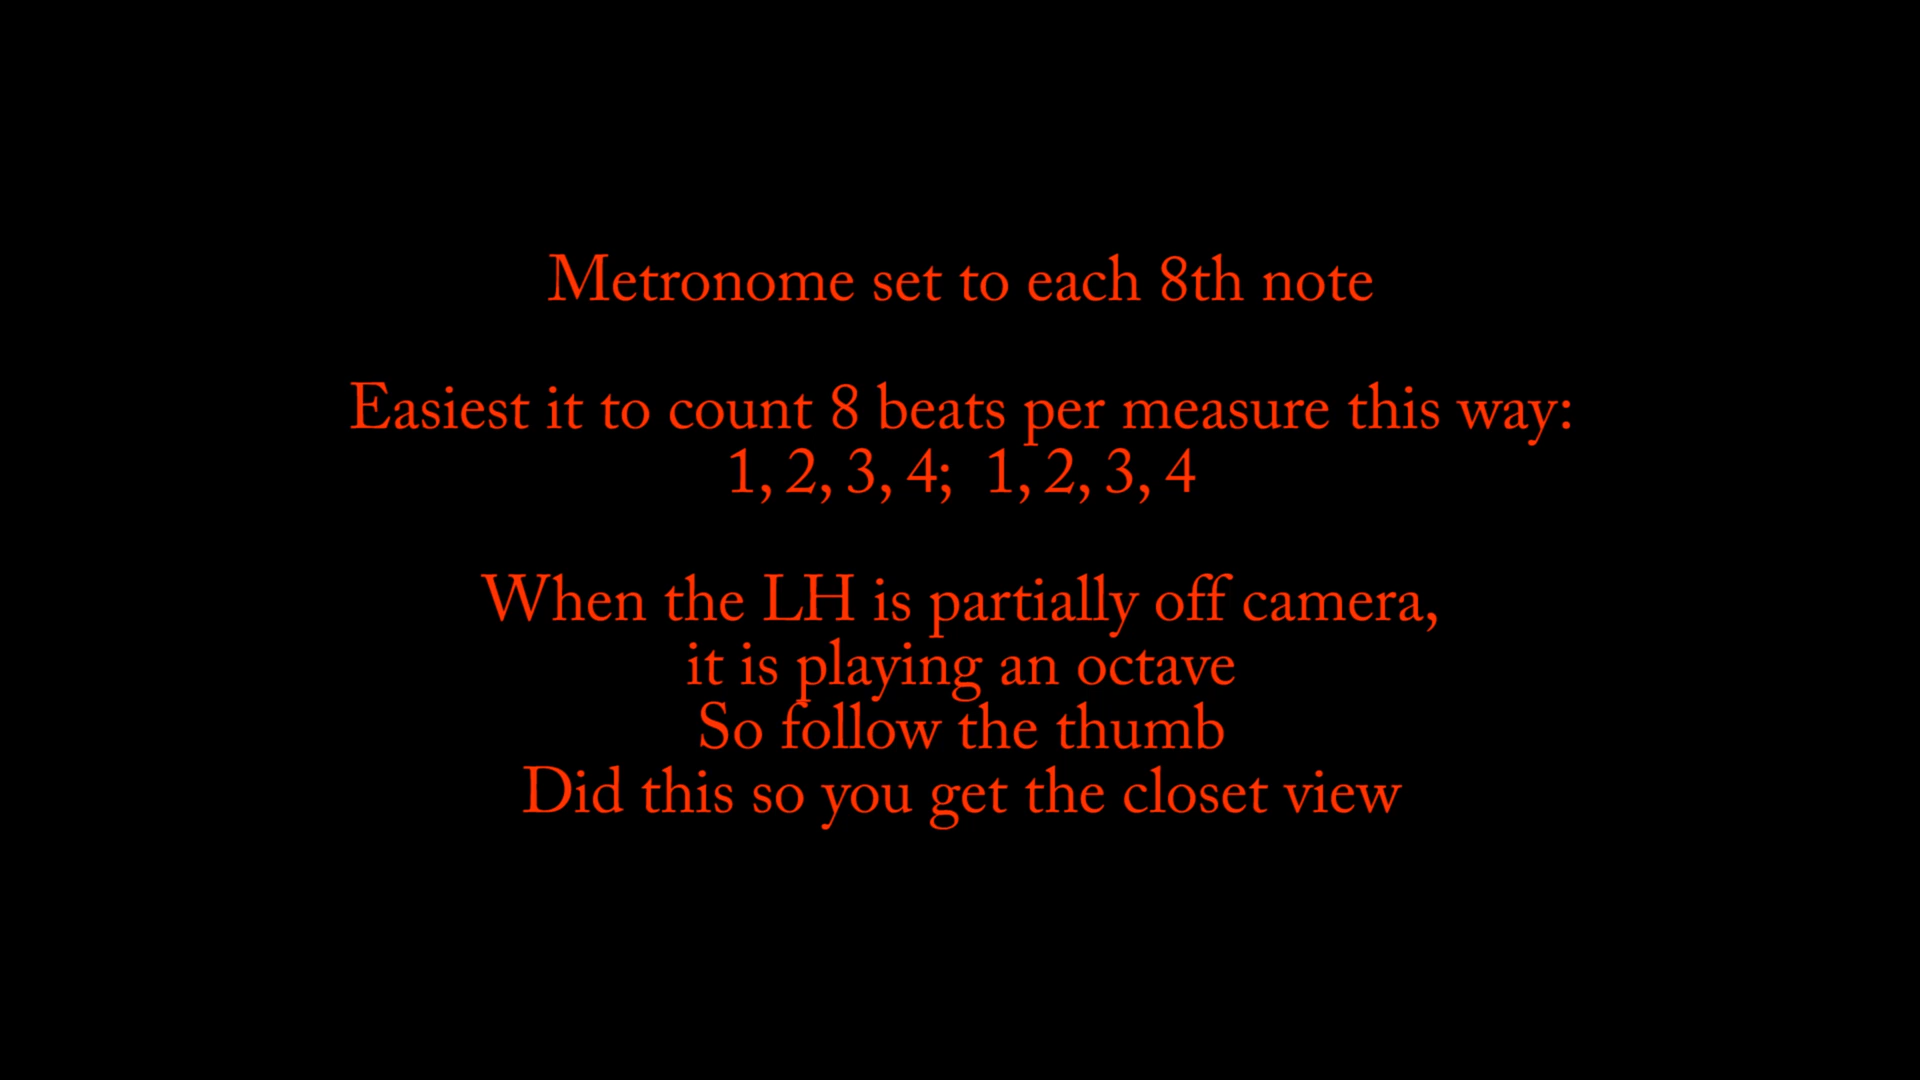 Metronome set to each 8th note
Easiest it to count 8 beats per measure this way:
1, 2, 3, 4;  1, 2, 3, 4
When the LH is partially off camera,
it is playing an octave
So follow the thumb
Did this so you get the closet view